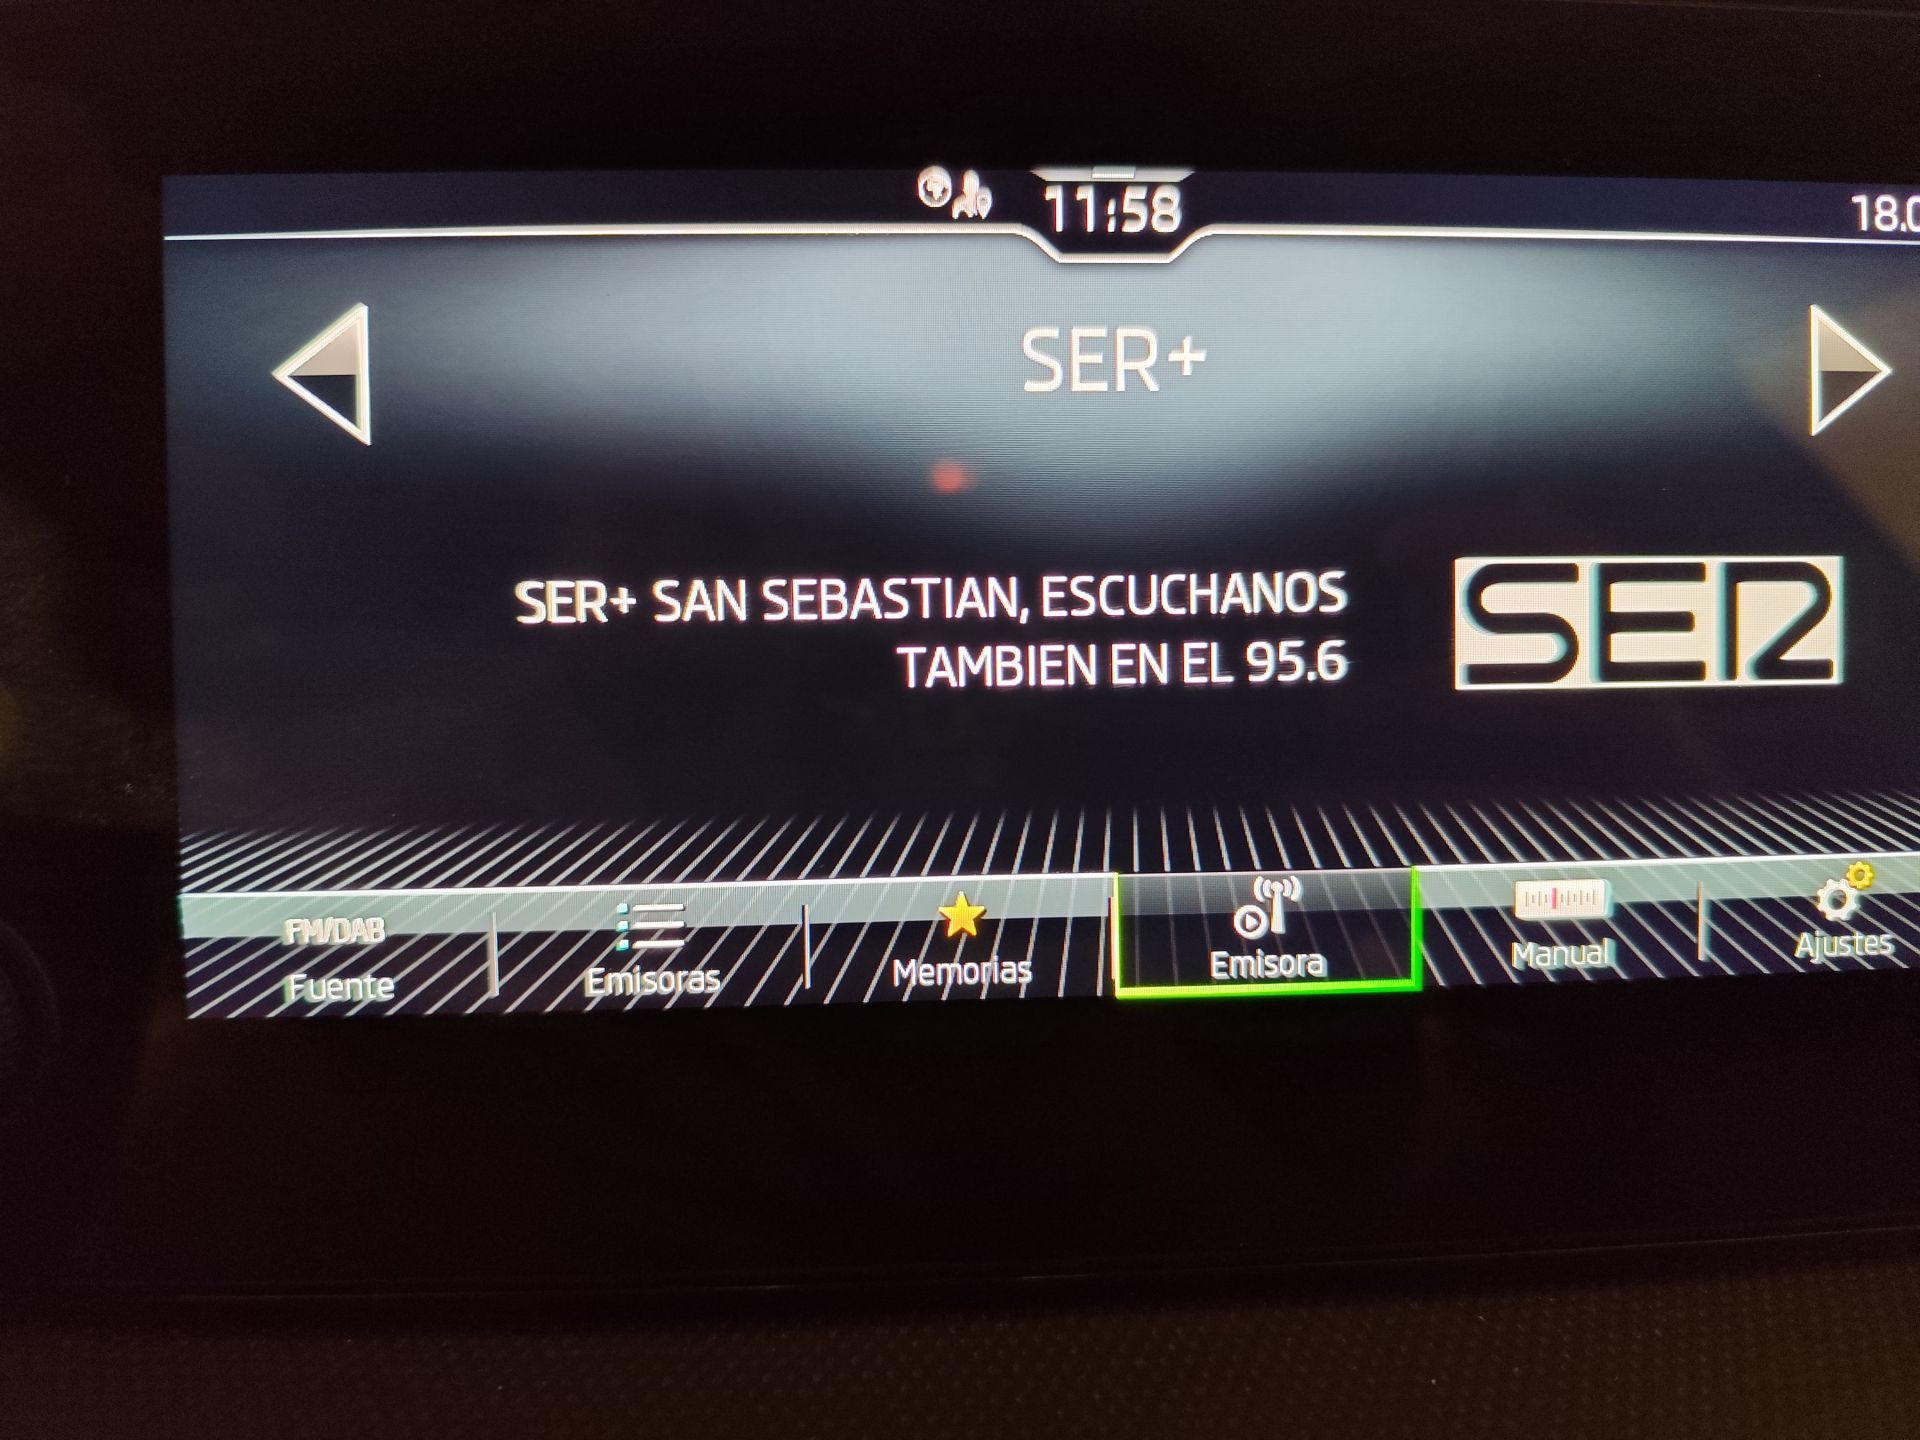 11:58
18.0
SER+
SER+ SAN SEBASTIAN, ESCUCHANOS
TAMBIEN EN EL 95.6
SER
FM/DAB
Fuente
Emisoras
Memorias
Emisora
Manual
Ajustes